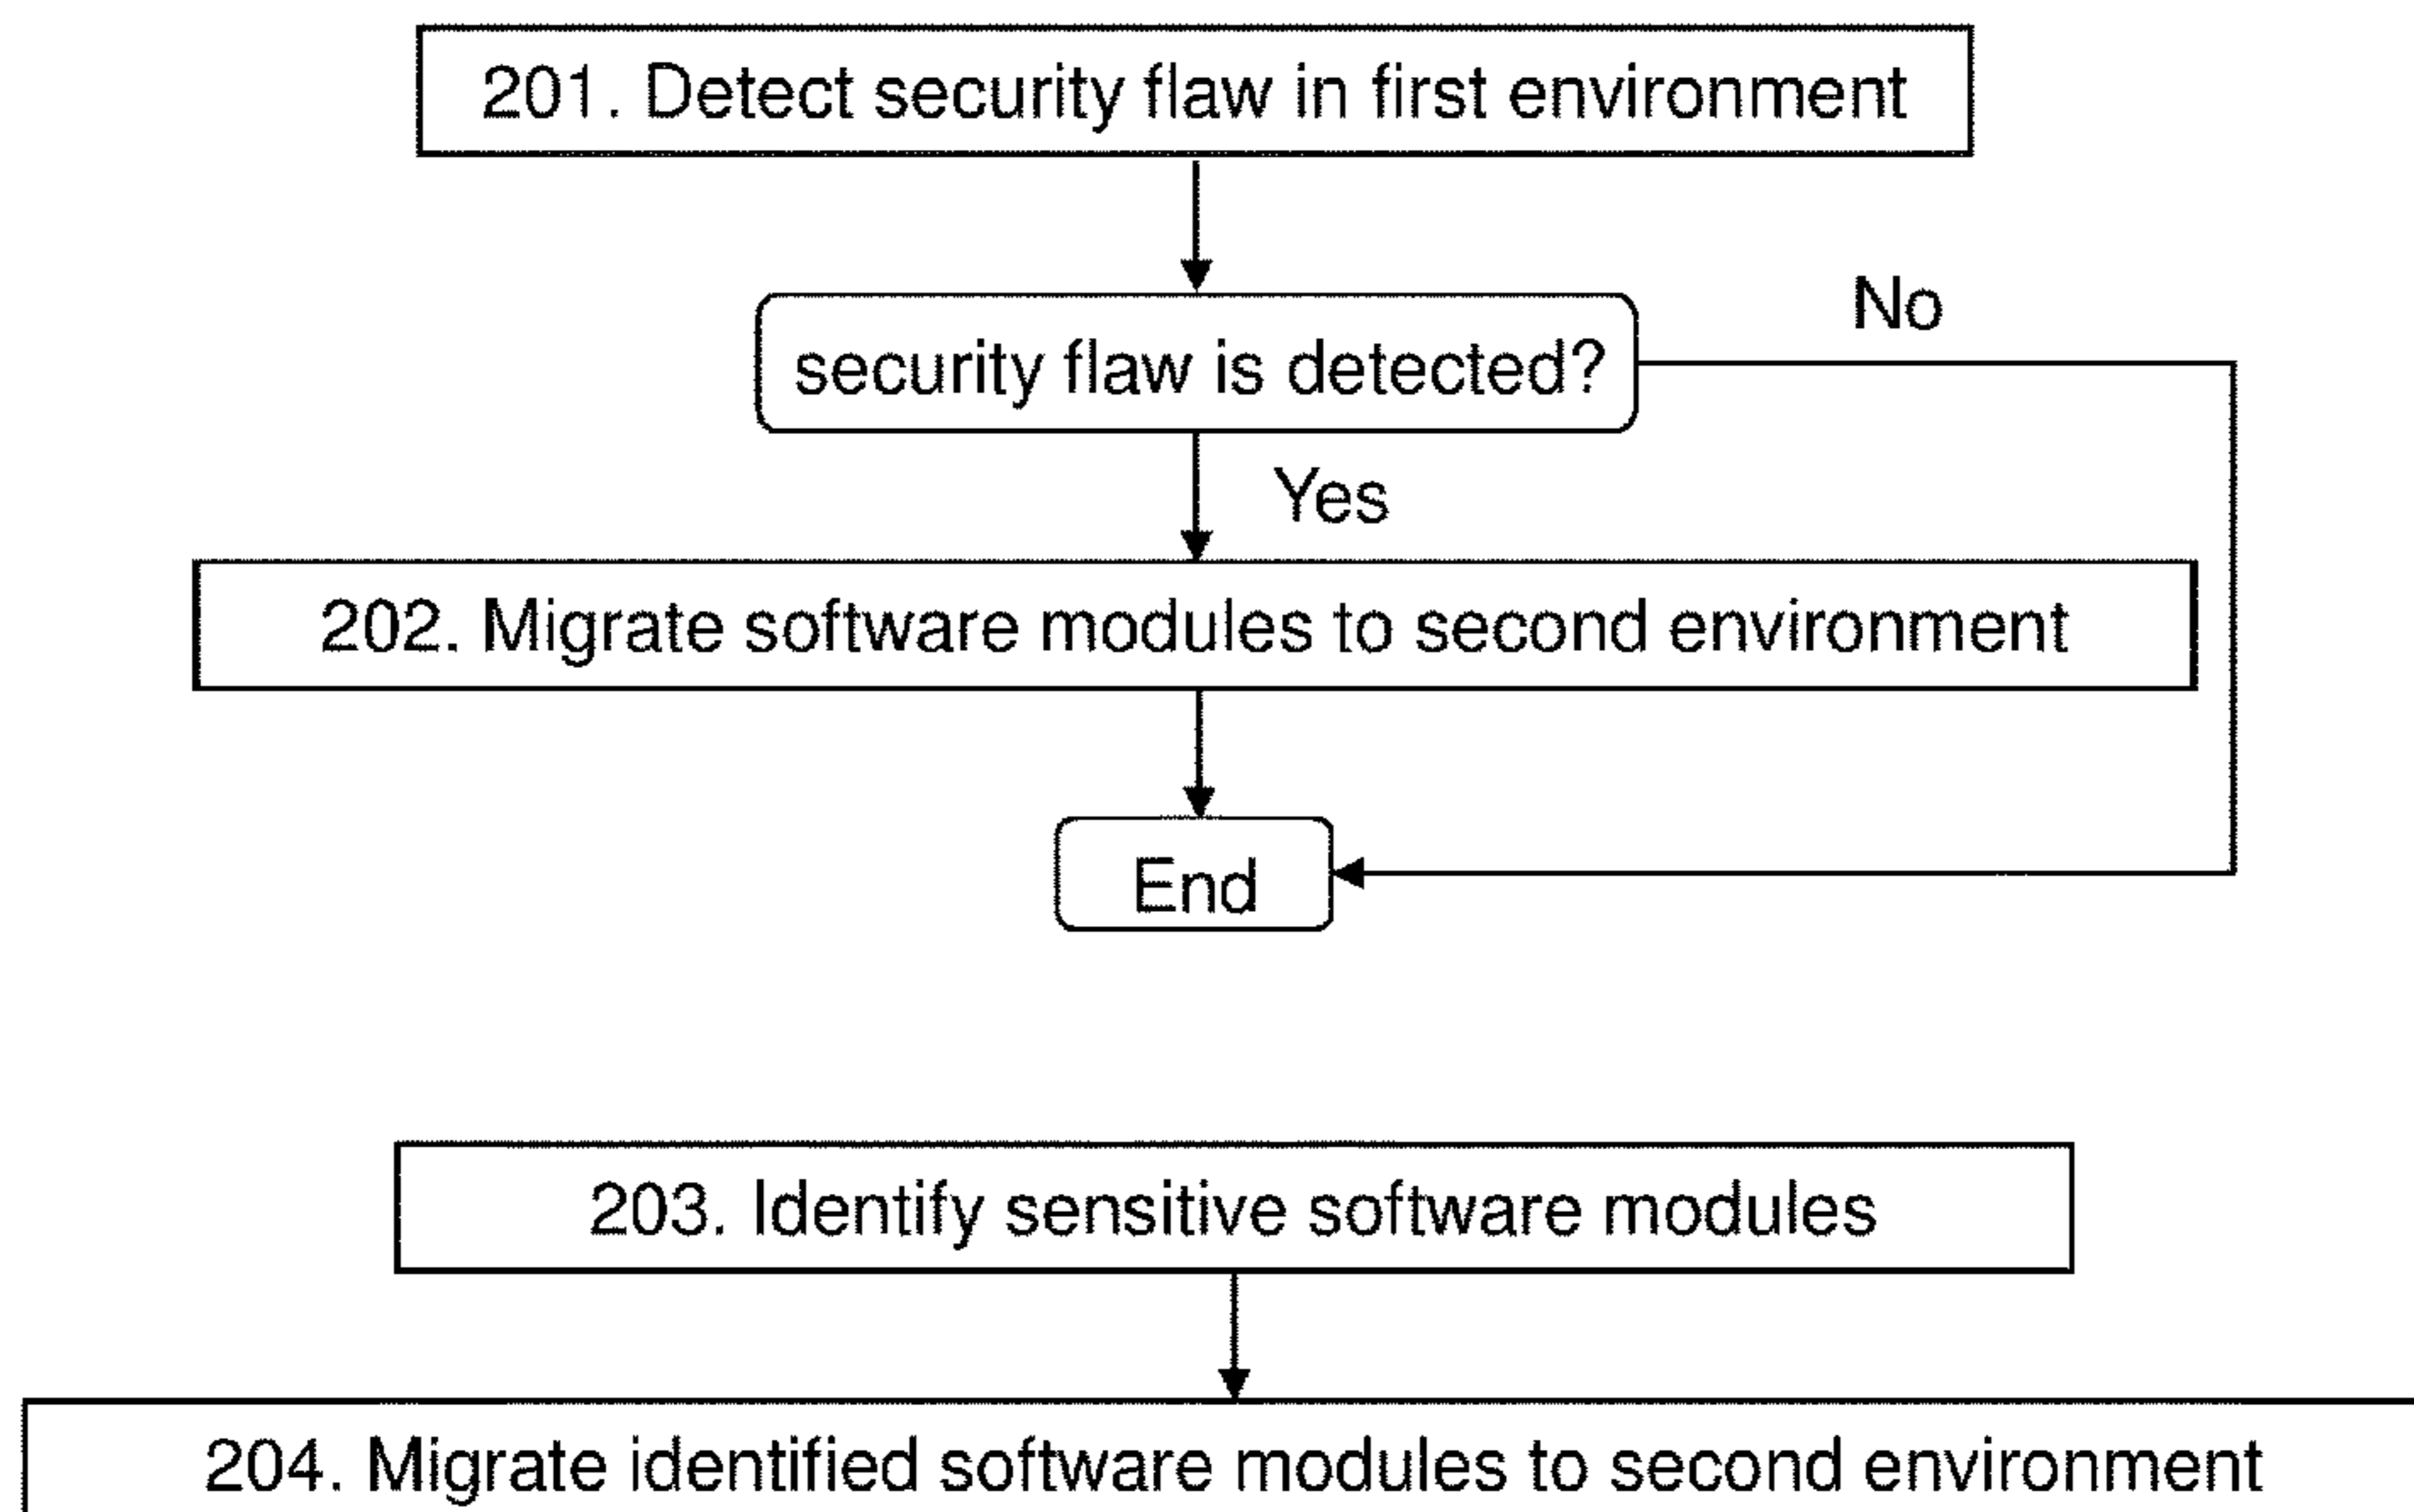 201. Detect security flaw in first environment
security flaw is detected?
No
Yes
202. Migrate software modules to second environment
End
203. Identify sensitive software modules
204. Migrate identified software modules to second environment